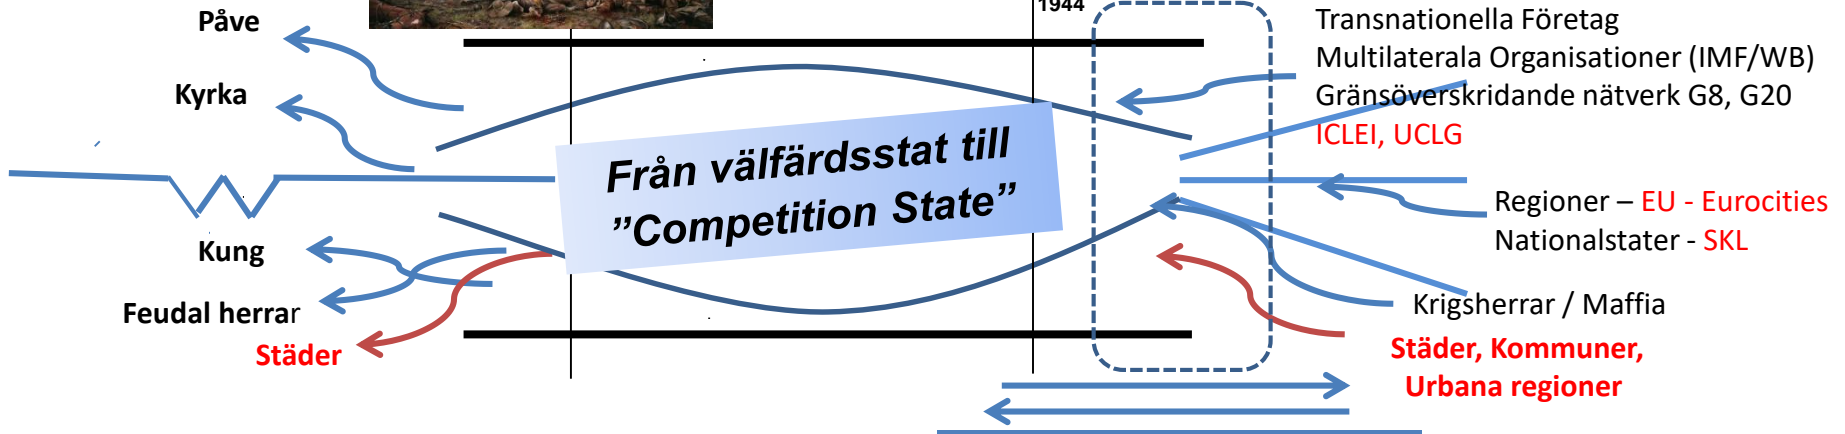 Påve
Kyrka
Kung
Feudal herrar
Städer
1944
Från välfärdsstat till
”Competition State”
Transnationella Företag
Multilaterala Organisationer (IMF/WB)
Gränsöverskridande nätverk G8, G20
ICLEI, UCLG
Regioner – EU - Eurocities
Nationalstater - SKL
Krigsherrar / Maffia
Städer, Kommuner,
Urbana regioner